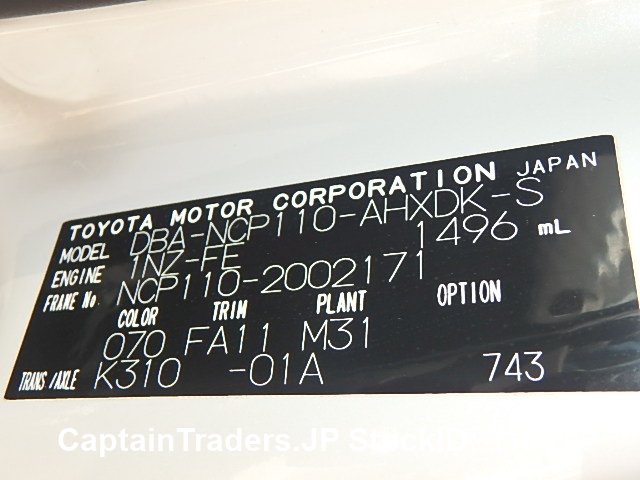 TOYOTA MOTOR CORPORATION JAPAN
MODEL DBA-NCP110-AHXDK-S
ENGINE 1NZ-FE 1496 mL
FRAME No. NCP110-2002171
COLOR TRIM PLANT OPTION
070 FA11 M31
TRANS/AXLE K310 -01A 743
CaptainTraders.JP